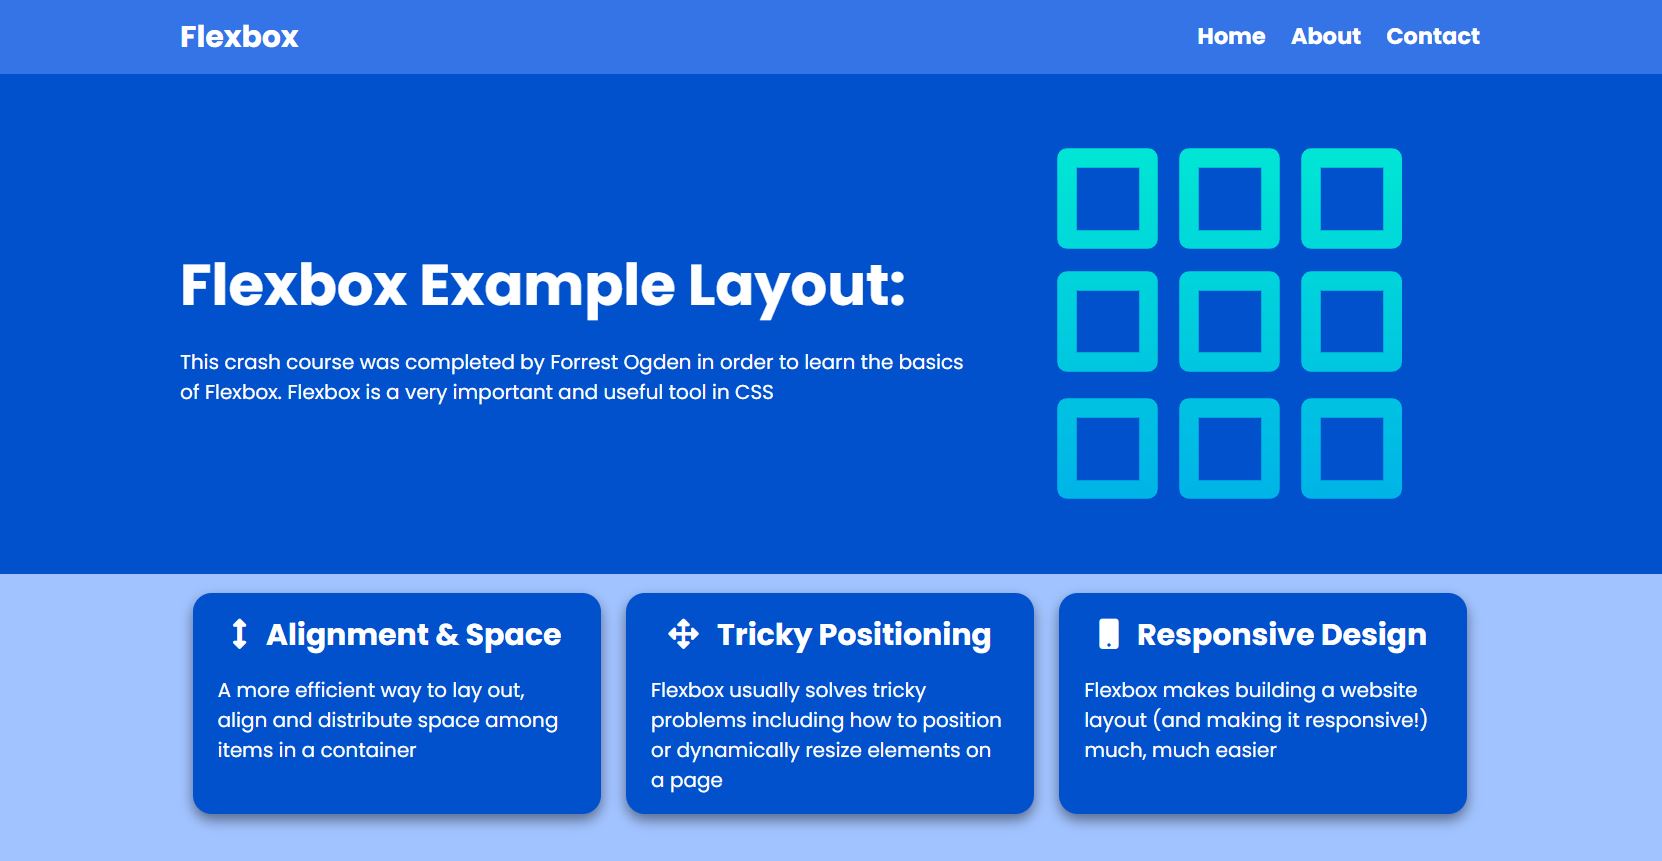 Flexbox
Home About Contact
Flexbox Example Layout:
This crash course was completed by Forrest Ogden in order to learn the basics
of Flexbox. Flexbox is a very important and useful tool in CSS
Alignment & Space
A more efficient way to lay out,
align and distribute space among
items in a container
Tricky Positioning
Flexbox usually solves tricky
problems including how to position
or dynamically resize elements on
a page
Responsive Design
Flexbox makes building a website
layout (and making it responsive!)
much, much easier